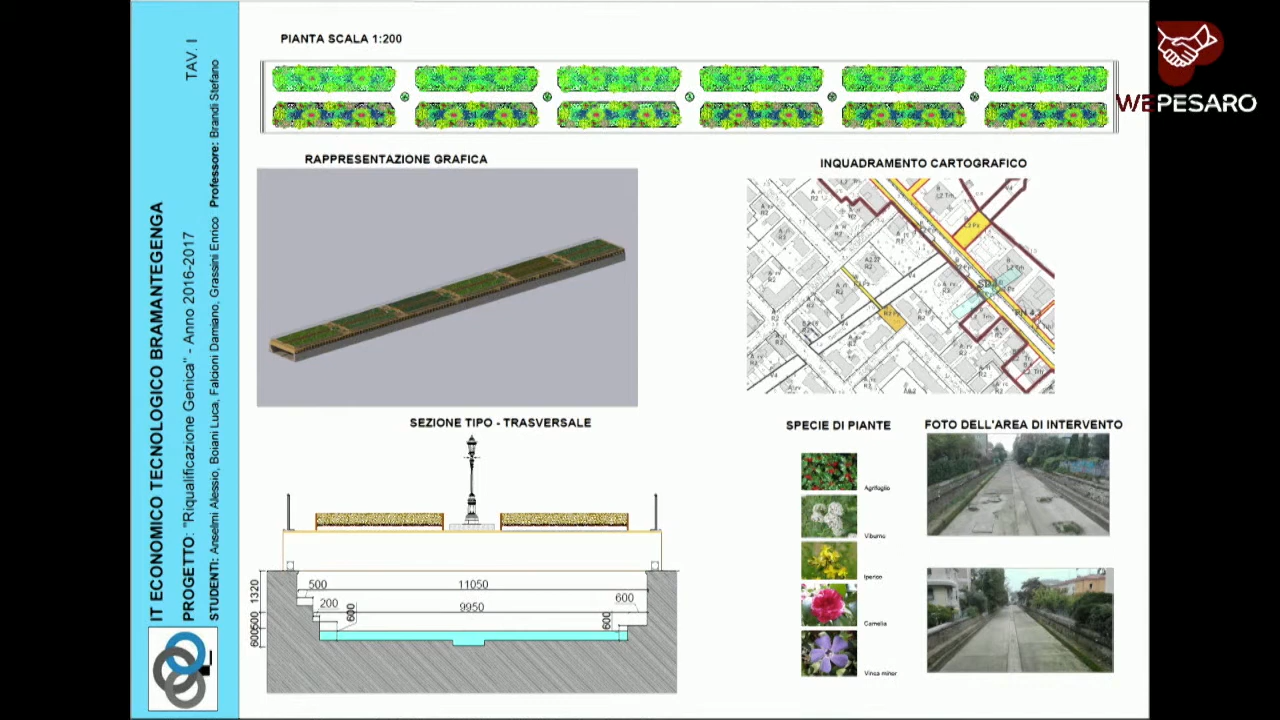 IT ECONOMICO TECNOLOGICO BRAMANTEGENGA
PROGETTO: "Riqualificazione Genica" - Anno 2016-2017 TAV. I
STUDENTI: Anselmi Alessio, Boiani Luca, Falcioni Damiano, Grassini Enrico Professore: Brandi Stefano
PIANTA SCALA 1:200
WEPESARO
RAPPRESENTAZIONE GRAFICA
INQUADRAMENTO CARTOGRAFICO
SEZIONE TIPO - TRASVERSALE
500
11050
600
200
9950
600
600
1320
600
500
SPECIE DI PIANTE
Agrifoglio
Viburno
Iperico
Camelia
Vinca minor
FOTO DELL'AREA DI INTERVENTO